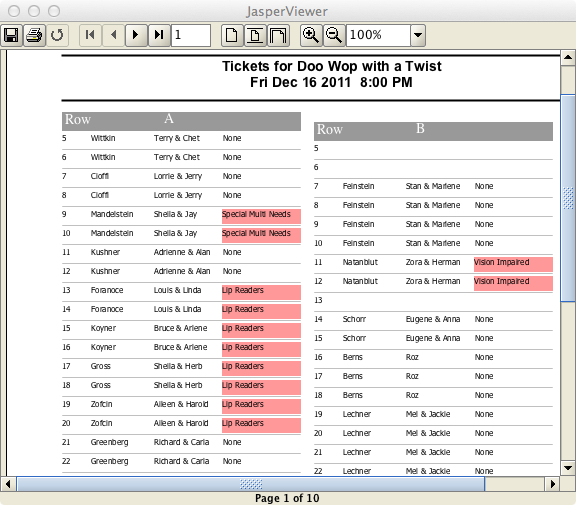 JasperViewer
1
100%
Tickets for Doo Wop with a Twist
Fri Dec 16 2011 8:00 PM
Row A
5 Wittkin Terry & Chet None
6 Wittkin Terry & Chet None
7 Cioffi Lorrie & Jerry None
8 Cioffi Lorrie & Jerry None
9 Mandelstein Sheila & Jay Special Multi Needs
10 Mandelstein Sheila & Jay Special Multi Needs
11 Kushner Adrienne & Alan None
12 Kushner Adrienne & Alan None
13 Foranoce Louis & Linda Lip Readers
14 Foranoce Louis & Linda Lip Readers
15 Koyner Bruce & Arlene Lip Readers
16 Koyner Bruce & Arlene Lip Readers
17 Gross Sheila & Herb Lip Readers
18 Gross Sheila & Herb Lip Readers
19 Zofcin Aileen & Harold Lip Readers
20 Zofcin Aileen & Harold Lip Readers
21 Greenberg Richard & Carla None
22 Greenberg Richard & Carla None
Row B
5
6
7 Feinstein Stan & Marlene None
8 Feinstein Stan & Marlene None
9 Feinstein Stan & Marlene None
10 Feinstein Stan & Marlene None
11 Natanblut Zora & Herman Vision Impaired
12 Natanblut Zora & Herman Vision Impaired
13
14 Schorr Eugene & Anna None
15 Schorr Eugene & Anna None
16 Berns Roz None
17 Berns Roz None
18 Berns Roz None
19 Lechner Mel & Jackie None
20 Lechner Mel & Jackie None
21 Lechner Mel & Jackie None
22 Lechner Mel & Jackie None
Page 1 of 10